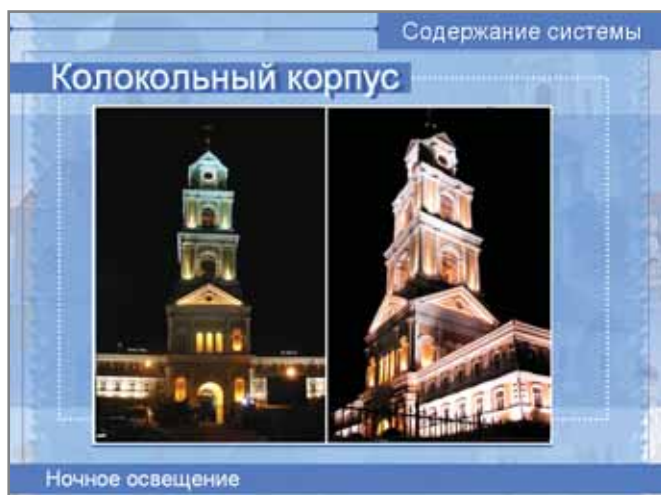 Содержание системы
Колокольный корпус
Ночное освещение